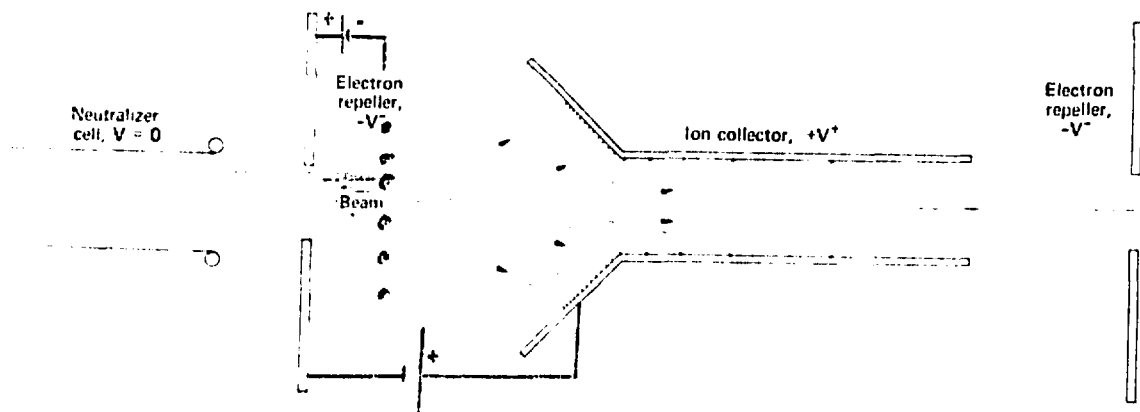 + -
Electron
repeller,
-V⁻
Neutralizer
cell, V = 0
Beam
Ion collector, +V⁺
Electron
repeller,
-V⁻
+